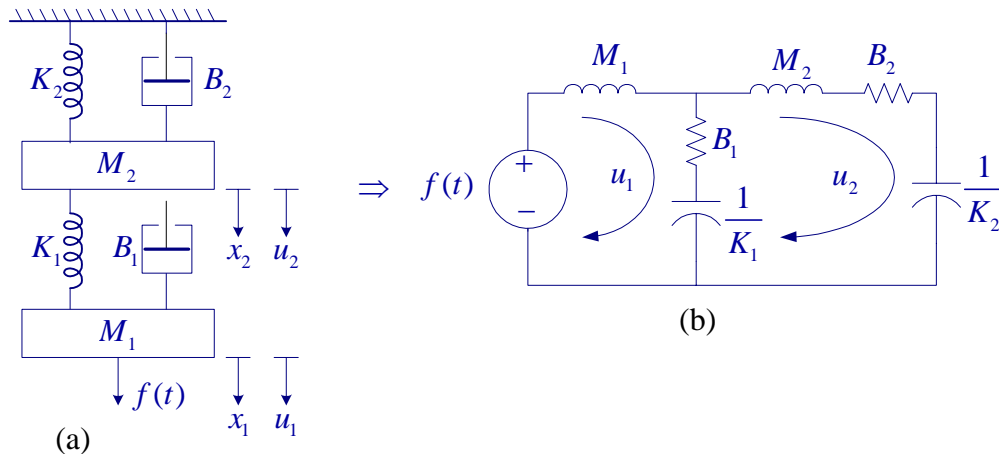 K₂
B₂
M₂
K₁
B₁
x₂
u₂
M₁
f(t)
x₁
u₁
(a)
⇒
M₁
M₂
B₂
B₁
f(t)
+
−
u₁
u₂
1/K₁
1/K₂
(b)